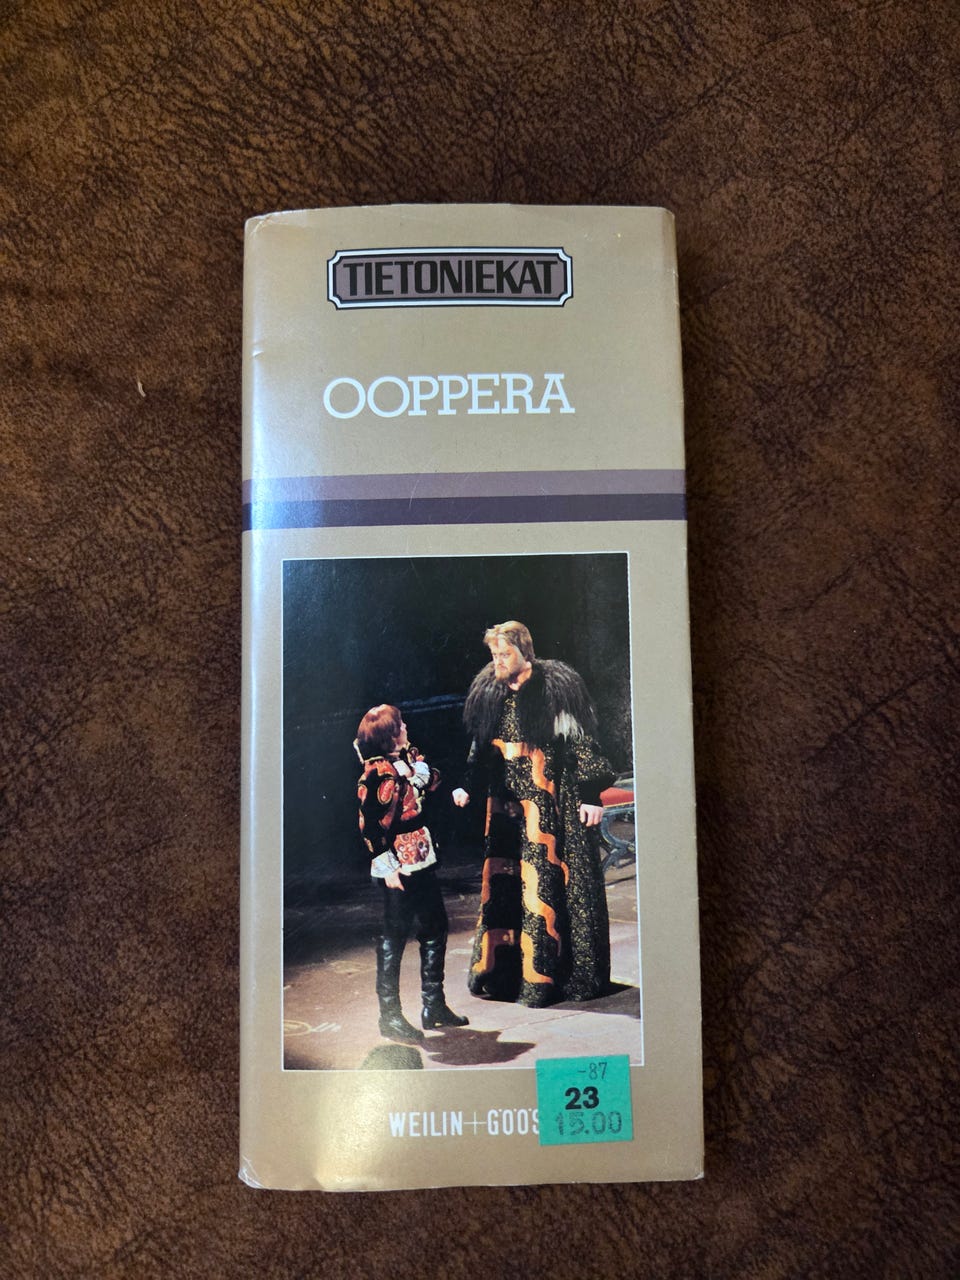 TIETONIEKAT
OOPPERA
-87
23
15.00
WEILIN+GÖÖS